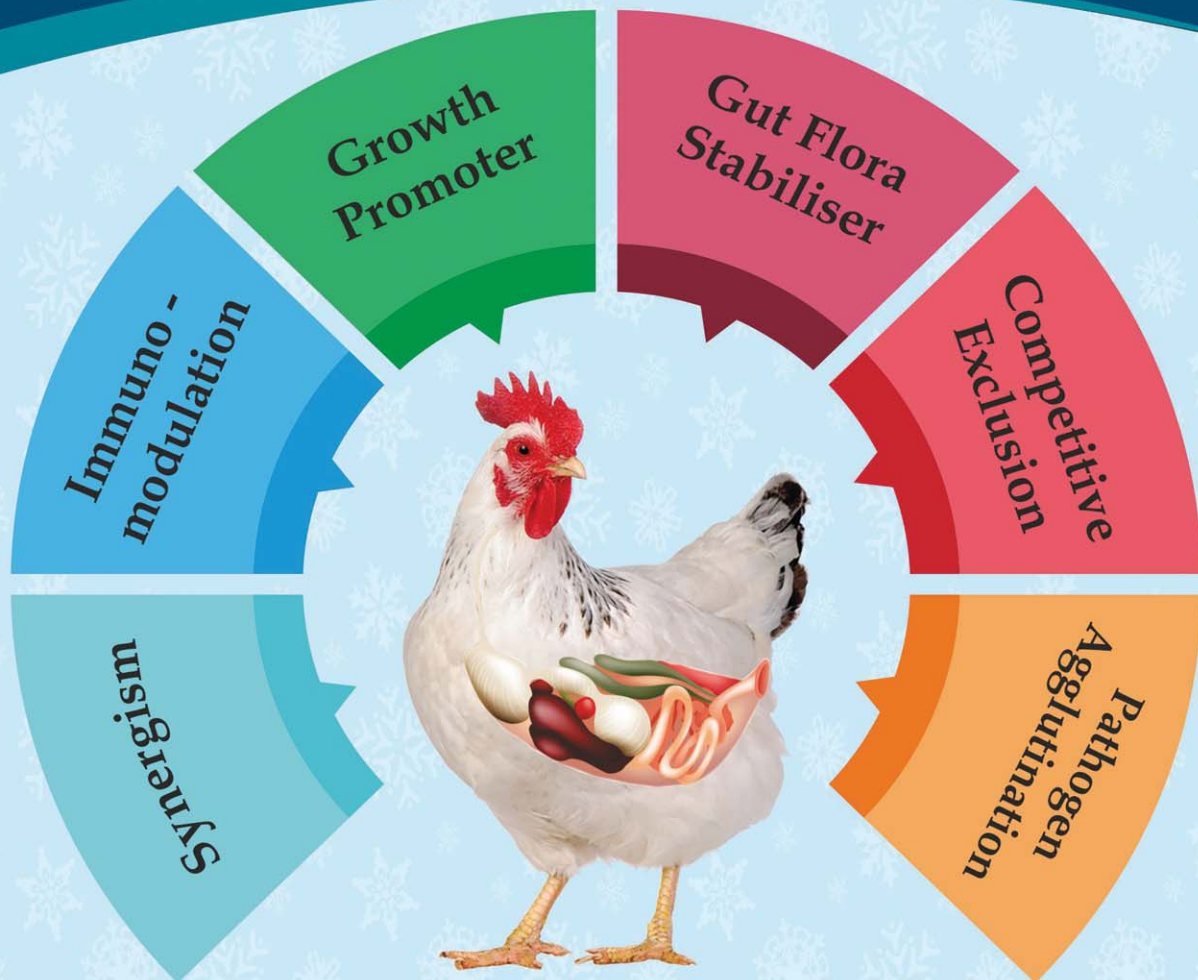 Growth
Promoter
Gut Flora
Stabiliser
Immuno -
modulation
Competitive
Exclusion
Synergism
Pathogen
Agglutination